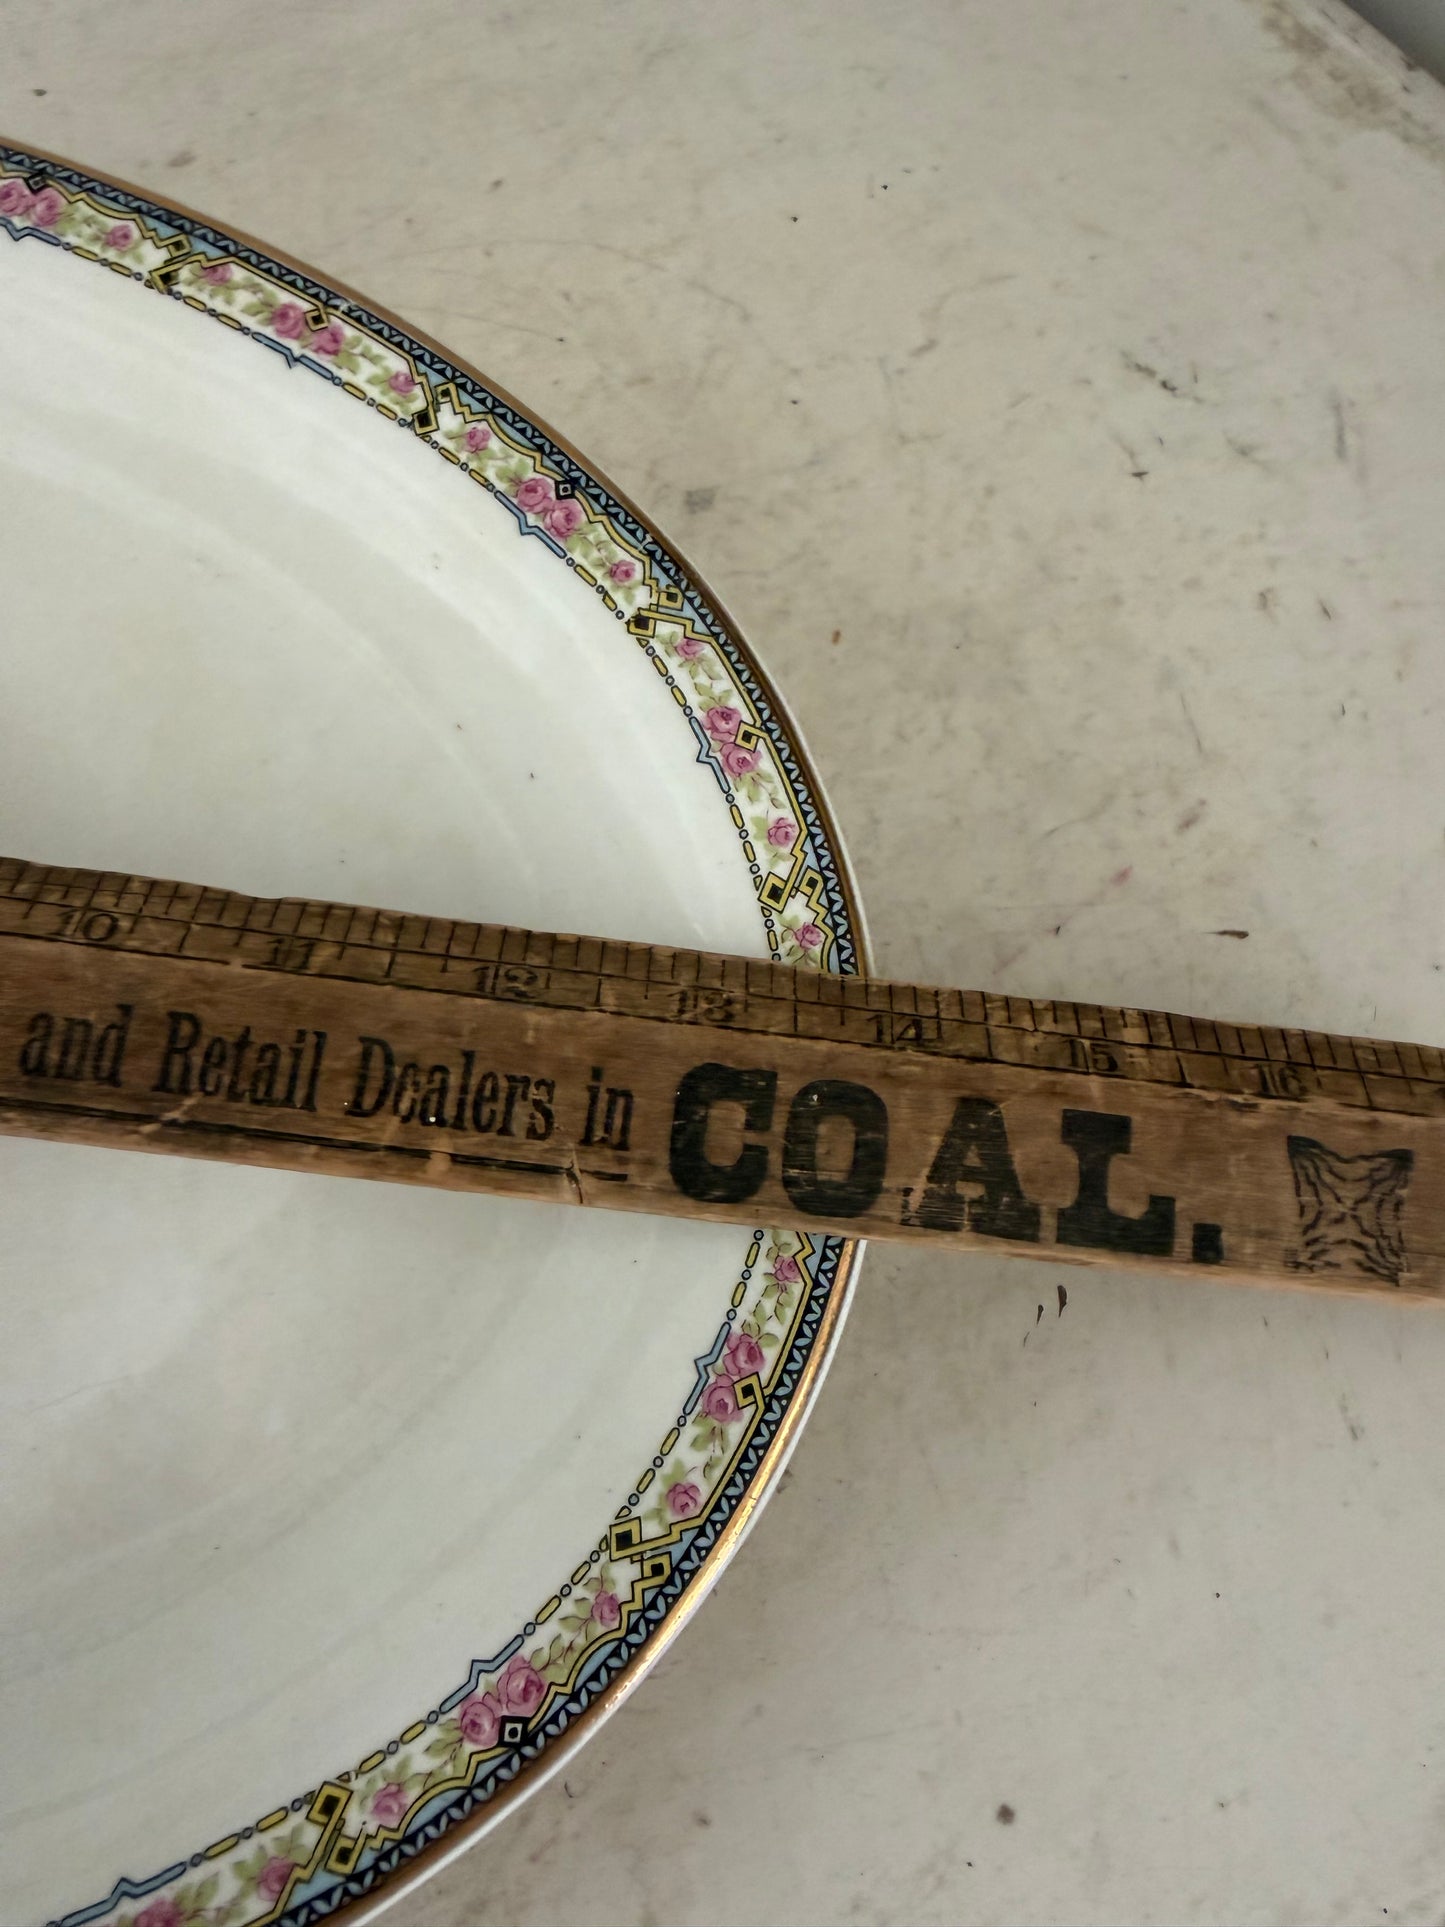 10 11 12 13 14 15 16
and Retail Dealers in COAL.